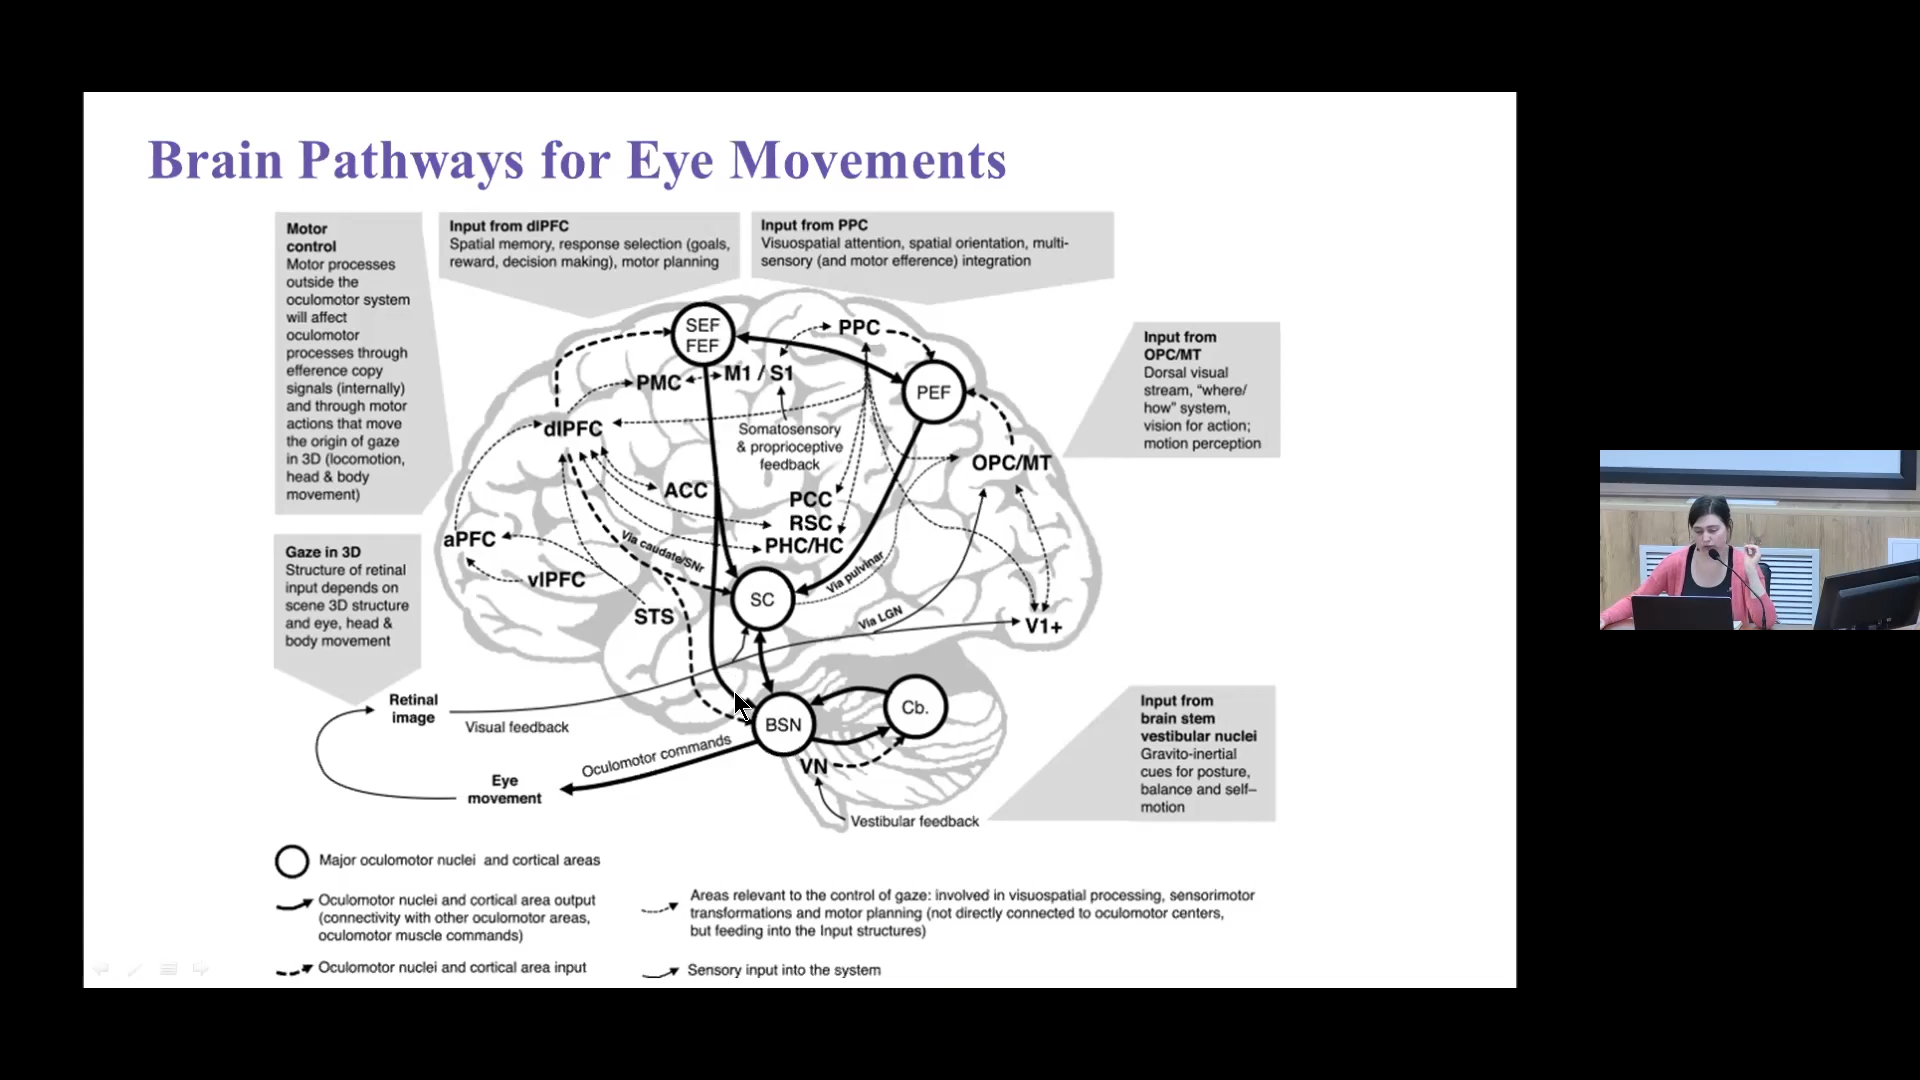 Brain Pathways for Eye Movements
Motor
control
Motor processes
outside the
oculomotor system
will affect
oculomotor
processes through
efference copy
signals (internally)
and through motor
actions that move
the origin of gaze
in 3D (locomotion,
head & body
movement)
Input from dlPFC
Spatial memory, response selection (goals,
reward, decision making), motor planning
Input from PPC
Visuospatial attention, spatial orientation, multi-
sensory (and motor efference) integration
Input from
OPC/MT
Dorsal visual
stream, “where/
how” system,
vision for action;
motion perception
SEF
FEF
PPC
PMC
M1 / S1
PEF
dlPFC
Somatosensory
& proprioceptive
feedback
OPC/MT
ACC
PCC
RSC
PHC/HC
aPFC
Via caudate/SNr
vlPFC
Via pulvinar
SC
STS
Via LGN
V1+
Gaze in 3D
Structure of retinal
input depends on
scene 3D structure
and eye, head &
body movement
Retinal
image
Visual feedback
BSN
Cb.
Oculomotor commands
VN
Eye
movement
Vestibular feedback
Input from
brain stem
vestibular nuclei
Gravito-inertial
cues for posture,
balance and self–
motion
Major oculomotor nuclei and cortical areas
Oculomotor nuclei and cortical area output
(connectivity with other oculomotor areas,
oculomotor muscle commands)
Oculomotor nuclei and cortical area input
Areas relevant to the control of gaze: involved in visuospatial processing, sensorimotor
transformations and motor planning (not directly connected to oculomotor centers,
but feeding into the Input structures)
Sensory input into the system